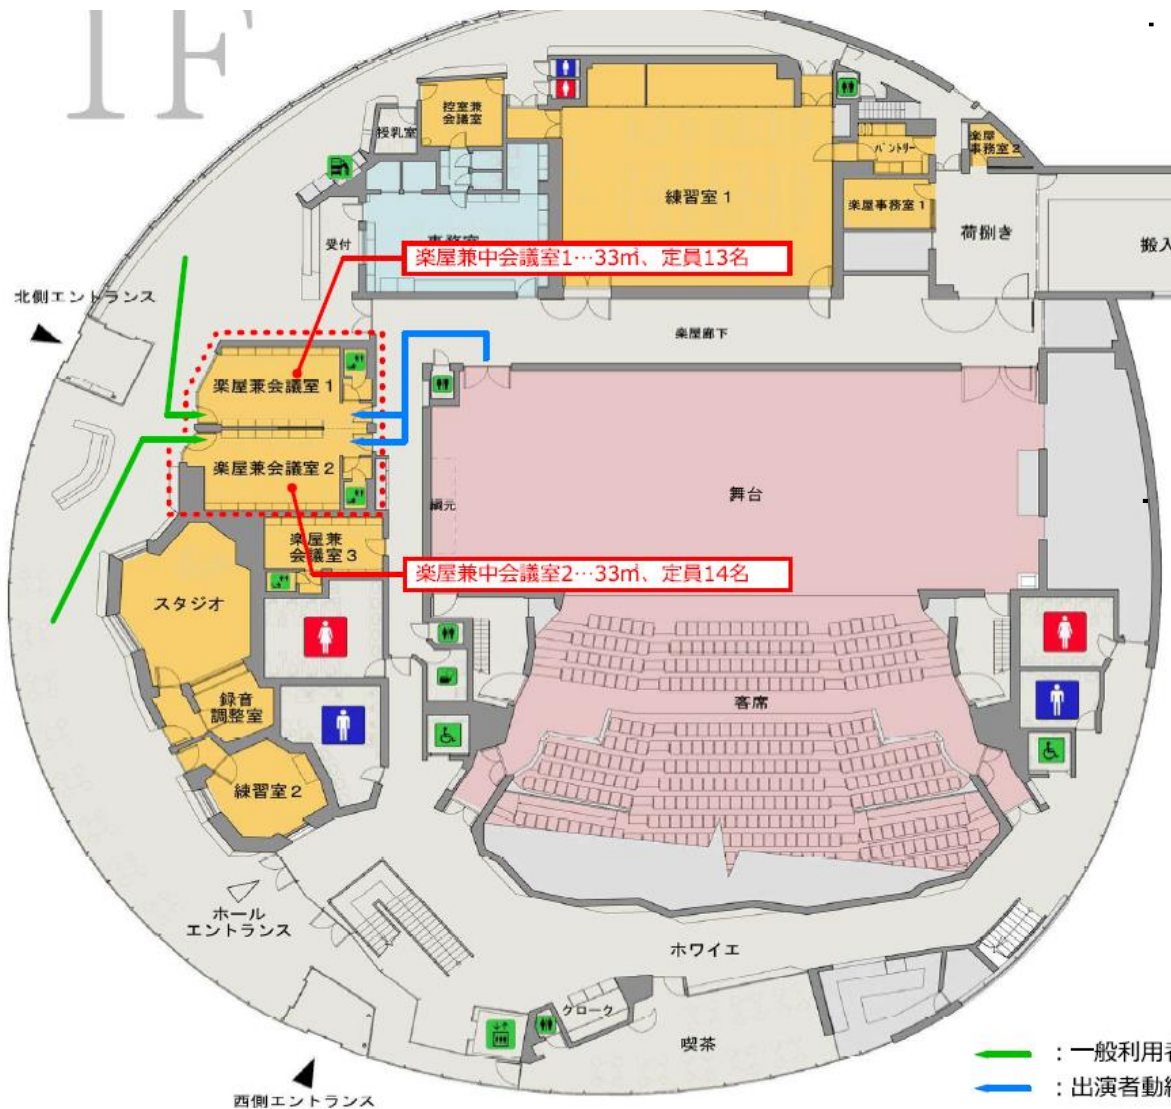 1F
控室兼
会議室
授乳室
練習室１
パントリー
楽屋
事務室２
楽屋事務室１
荷捌き
搬入
受付
事務室
楽屋兼中会議室1…33㎡、定員13名
北側エントランス
楽屋廊下
楽屋兼会議室１
楽屋兼会議室２
舞台
綱元
楽屋兼
会議室３
楽屋兼中会議室2…33㎡、定員14名
スタジオ
録音
調整室
練習室２
客席
ホール
エントランス
ホワイエ
クローク
喫茶
西側エントランス
：一般利用者
：出演者動線